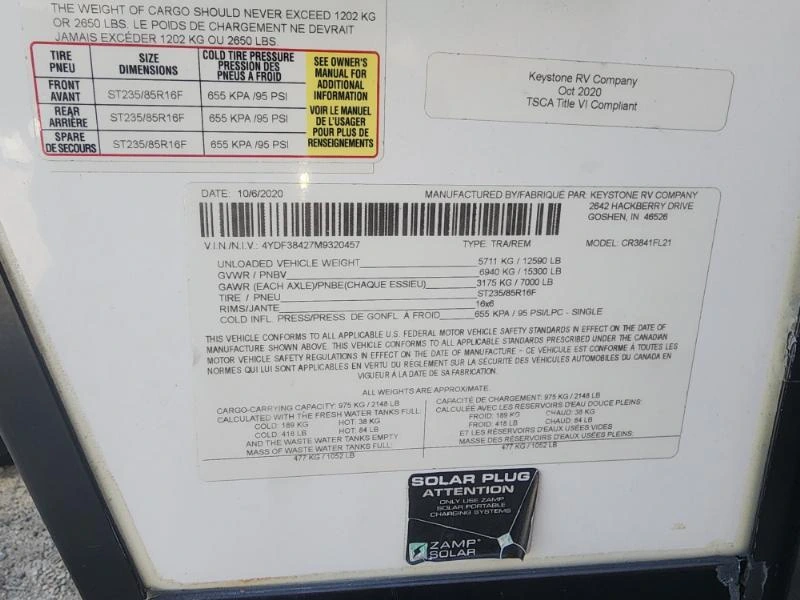 THE WEIGHT OF CARGO SHOULD NEVER EXCEED 1202 KG
OR 2650 LBS. LE POIDS DE CHARGEMENT NE DEVRAIT
JAMAIS EXCÉDER 1202 KG OU 2650 LBS.
TIRE PNEU SIZE DIMENSIONS COLD TIRE PRESSURE PRESSION DES PNEUS A FROID
FRONT AVANT ST235/85R16F 655 KPA /95 PSI
REAR ARRIÈRE ST235/85R16F 655 KPA /95 PSI
SPARE DE SECOURS ST235/85R16F 655 KPA /95 PSI
SEE OWNER'S
MANUAL FOR
ADDITIONAL
INFORMATION
VOIR LE MANUEL
DE L'USAGER
POUR PLUS DE
RENSEIGNEMENTS
Keystone RV Company
Oct 2020
TSCA Title VI Compliant
DATE: 10/6/2020 MANUFACTURED BY/FABRIQUÉ PAR: KEYSTONE RV COMPANY
2642 HACKBERRY DRIVE
GOSHEN, IN 46526
V.I.N./N.I.V.: 4YDF38427M9320457 TYPE: TRA/REM MODEL: CR3841FL21
UNLOADED VEHICLE WEIGHT 5711 KG / 12590 LB
GVWR / PNBV 6940 KG / 15300 LB
GAWR (EACH AXLE)/PNBE(CHAQUE ESSIEU) 3175 KG / 7000 LB
TIRE / PNEU ST235/85R16F
RIMS/JANTE 16x6
COLD INFL. PRESS/PRESS. DE GONFL À FROID 655 KPA / 95 PSI/LPC - SINGLE
THIS VEHICLE CONFORMS TO ALL APPLICABLE U.S. FEDERAL MOTOR VEHICLE SAFETY STANDARDS IN EFFECT ON THE DATE OF
MANUFACTURE SHOWN ABOVE. THIS VEHICLE CONFORMS TO ALL APPLICABLE STANDARDS PRESCRIBED UNDER THE CANADIAN
MOTOR VEHICLE SAFETY REGULATIONS IN EFFECT ON THE DATE OF MANUFACTURE – CE VÉHICULE EST CONFORME À TOUTES LES
NORMES QUI LUI SONT APPLICABLES EN VERTU DU RÈGLEMENT SUR LA SÉCURITÉ DES VÉHICULES AUTOMOBILES DU CANADA EN
VIGUEUR À LA DATE DE SA FABRICATION.
ALL WEIGHTS ARE APPROXIMATE.
CARGO-CARRYING CAPACITY: 975 KG / 2148 LB
CALCULATED WITH THE FRESH WATER TANKS FULL:
COLD: 189 KG HOT: 38 KG
COLD: 416 LB HOT: 84 LB
AND THE WASTE WATER TANKS EMPTY
MASS OF WASTE WATER TANKS FULL:
477 KG / 1052 LB
CAPACITÉ DE CHARGEMENT: 975 KG / 2148 LB
CALCULÉE AVEC LES RÉSERVOIRS D'EAU DOUCE PLEINS:
FROID: 189 KG CHAUD: 38 KG
FROID: 416 LB CHAUD: 84 LB
ET LES RÉSERVOIRS D'EAUX USÉES VIDES
MASSE DES RÉSERVOIRS D'EAUX USÉES PLEINS:
477 KG / 1052 LB
SOLAR PLUG
ATTENTION
ONLY USE ZAMP
SOLAR PORTABLE
CHARGING SYSTEMS
ZAMP
SOLAR